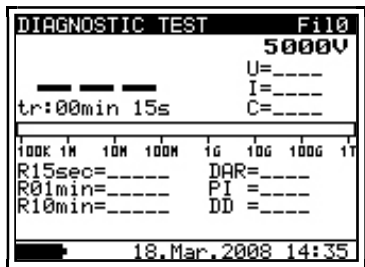 DIAGNOSTIC TEST Fil0
5000V
U=____
I=____
tr:00min 15s C=____
100K 1M 10M 100M 1G 10G 100G 1T
R15sec=_____ DAR=____
R01min=_____ PI =____
R10min=_____ DD =____
18.Mar.2008 14:35